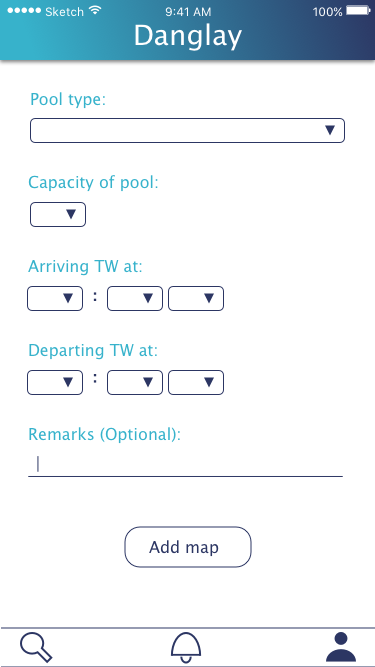 Sketch 9:41 AM 100%
Danglay
Pool type:
Capacity of pool:
Arriving TW at:
:
Departing TW at:
:
Remarks (Optional):
Add map